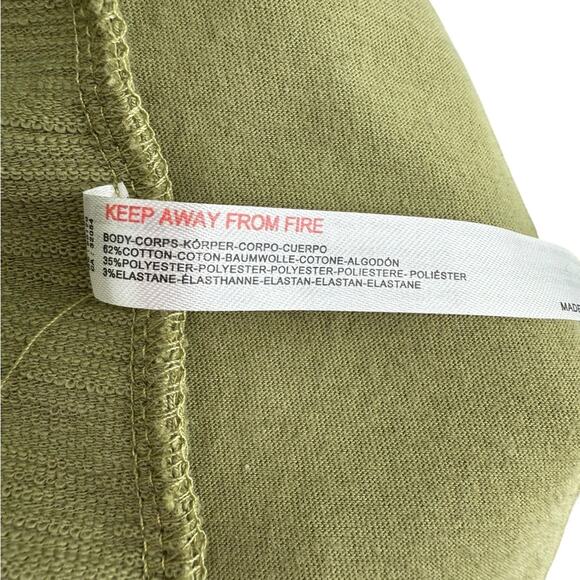 KEEP AWAY FROM FIRE
BODY-CORPS-KÖRPER-CORPO-CUERPO
62%COTTON-COTON-BAUMWOLLE-COTONE-ALGODÓN
35%POLYESTER-POLYESTER-POLYESTER-POLIESTERE-POLIÉSTER
3%ELASTANE-ÉLASTHANNE-ELASTAN-ELASTAN-ELASTANE
MADE